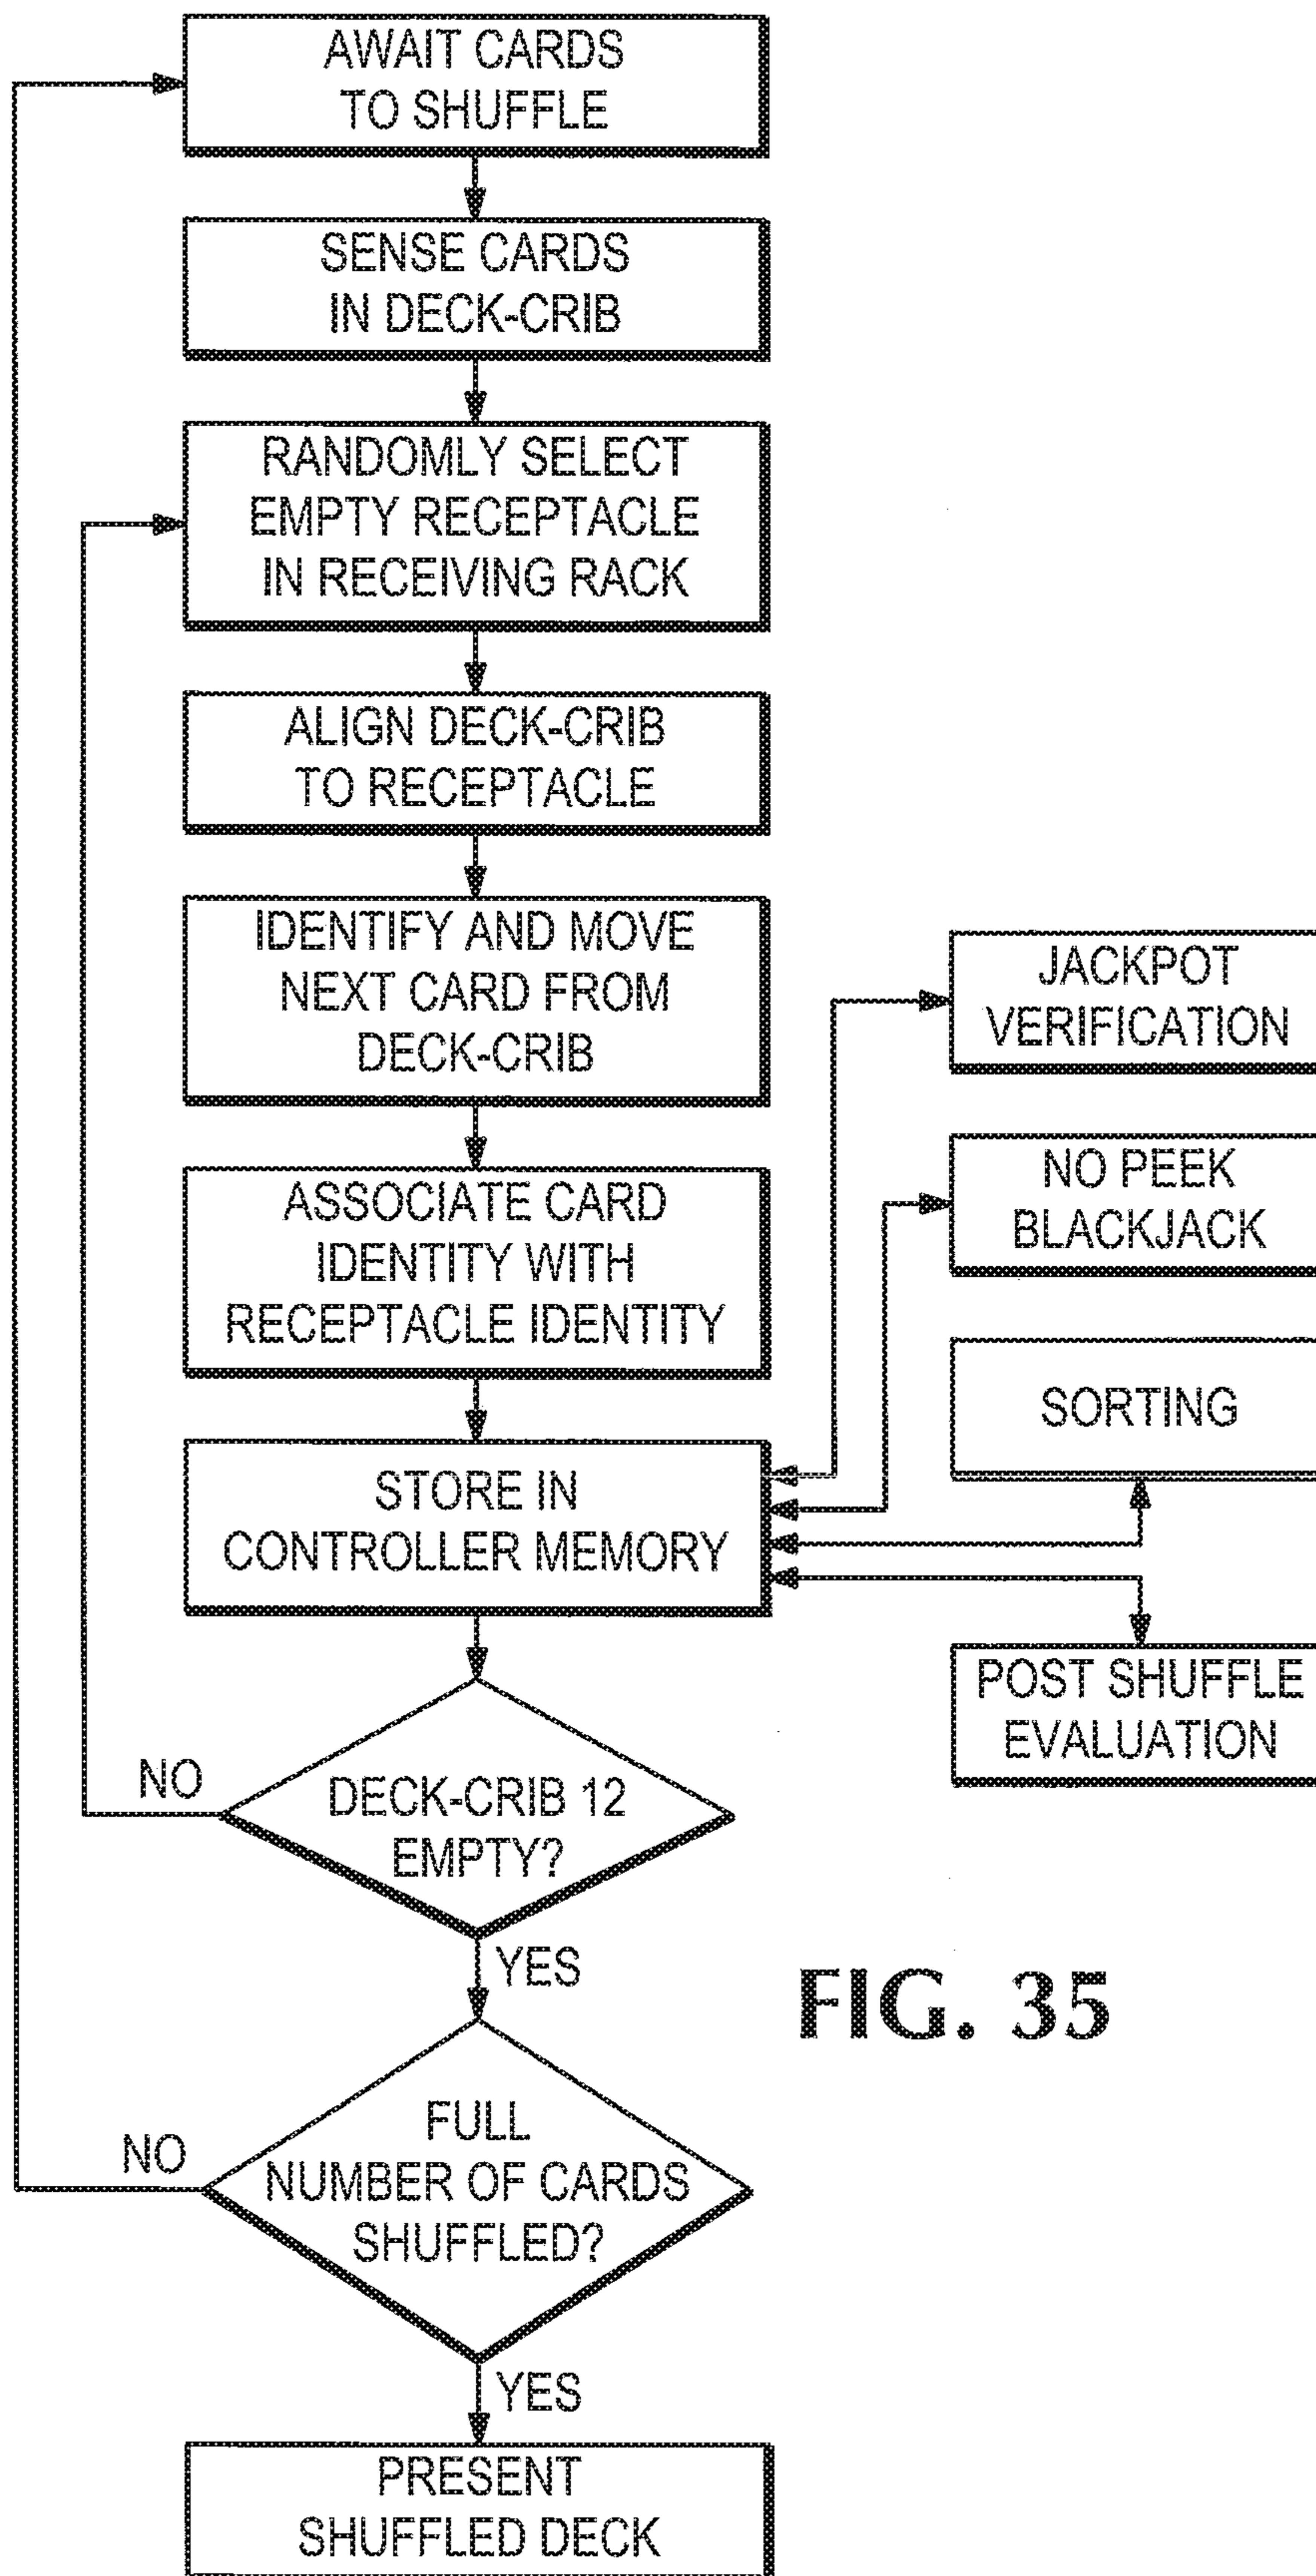 AWAIT CARDS
TO SHUFFLE
SENSE CARDS
IN DECK-CRIB
RANDOMLY SELECT
EMPTY RECEPTACLE
IN RECEIVING RACK
ALIGN DECK-CRIB
TO RECEPTACLE
IDENTIFY AND MOVE
NEXT CARD FROM
DECK-CRIB
ASSOCIATE CARD
IDENTITY WITH
RECEPTACLE IDENTITY
STORE IN
CONTROLLER MEMORY
JACKPOT
VERIFICATION
NO PEEK
BLACKJACK
SORTING
POST SHUFFLE
EVALUATION
DECK-CRIB 12
EMPTY?
NO
YES
FULL
NUMBER OF CARDS
SHUFFLED?
NO
YES
PRESENT
SHUFFLED DECK
FIG. 35